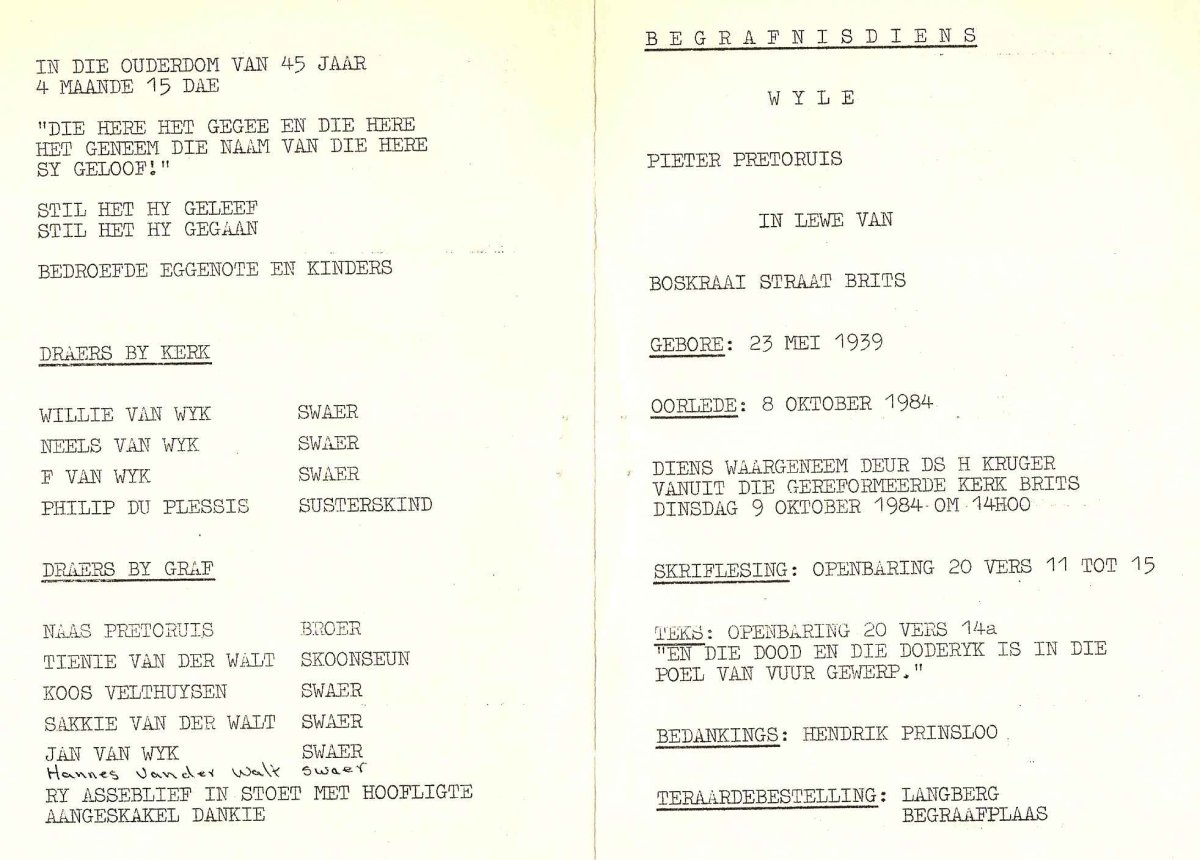 IN DIE OUDERDOM VAN 45 JAAR
4 MAANDE 15 DAE
"DIE HERE HET GEGEE EN DIE HERE
HET GENEEM DIE NAAM VAN DIE HERE
SY GELOOF!"
STIL HET HY GELEEF
STIL HET HY GEGAAN
BEDROEFDE EGGENOTE EN KINDERS
DRAERS BY KERK
WILLIE VAN WYK SWAER
NEELS VAN WYK SWAER
F VAN WYK SWAER
PHILIP DU PLESSIS SUSTERSKIND
DRAERS BY GRAF
NAAS PRETORUIS BROER
TIENIE VAN DER WALT SKOONSEUN
KOOS VELTHUYSEN SWAER
SAKKIE VAN DER WALT SWAER
JAN VAN WYK SWAER
Hannes van der Walt swaer
RY ASSEBLIEF IN STOET MET HOOFLIGTE
AANGESKAKEL DANKIE
BEGRAFNISDIENS
WYLE
PIETER PRETORUIS
IN LEWE VAN
BOSKRAAI STRAAT BRITS
GEBORE: 23 MEI 1939
OORLEDE: 8 OKTOBER 1984
DIENS WAARGENEEM DEUR DS H KRUGER
VANUIT DIE GEREFORMEERDE KERK BRITS
DINSDAG 9 OKTOBER 1984 OM 14HOO
SKRIFLESING: OPENBARING 20 VERS 11 TOT 15
TEKS: OPENBARING 20 VERS 14a
"EN DIE DOOD EN DIE DODERYK IS IN DIE
POEL VAN VUUR GEWERP."
BEDANKINGS: HENDRIK PRINSLOO
TERAARDEBESTELLING: LANGBERG
BEGRAAFPLAAS